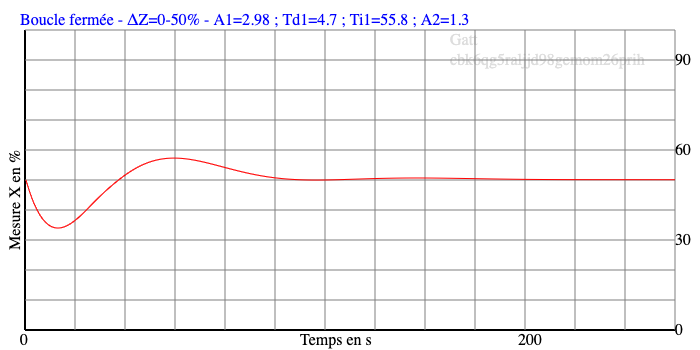 Boucle fermée - ΔZ=0-50% - A1=2.98 ; Td1=4.7 ; Ti1=55.8 ; A2=1.3
Gatt
90
60
Mesure X en %
30
0
0
Temps en s
200